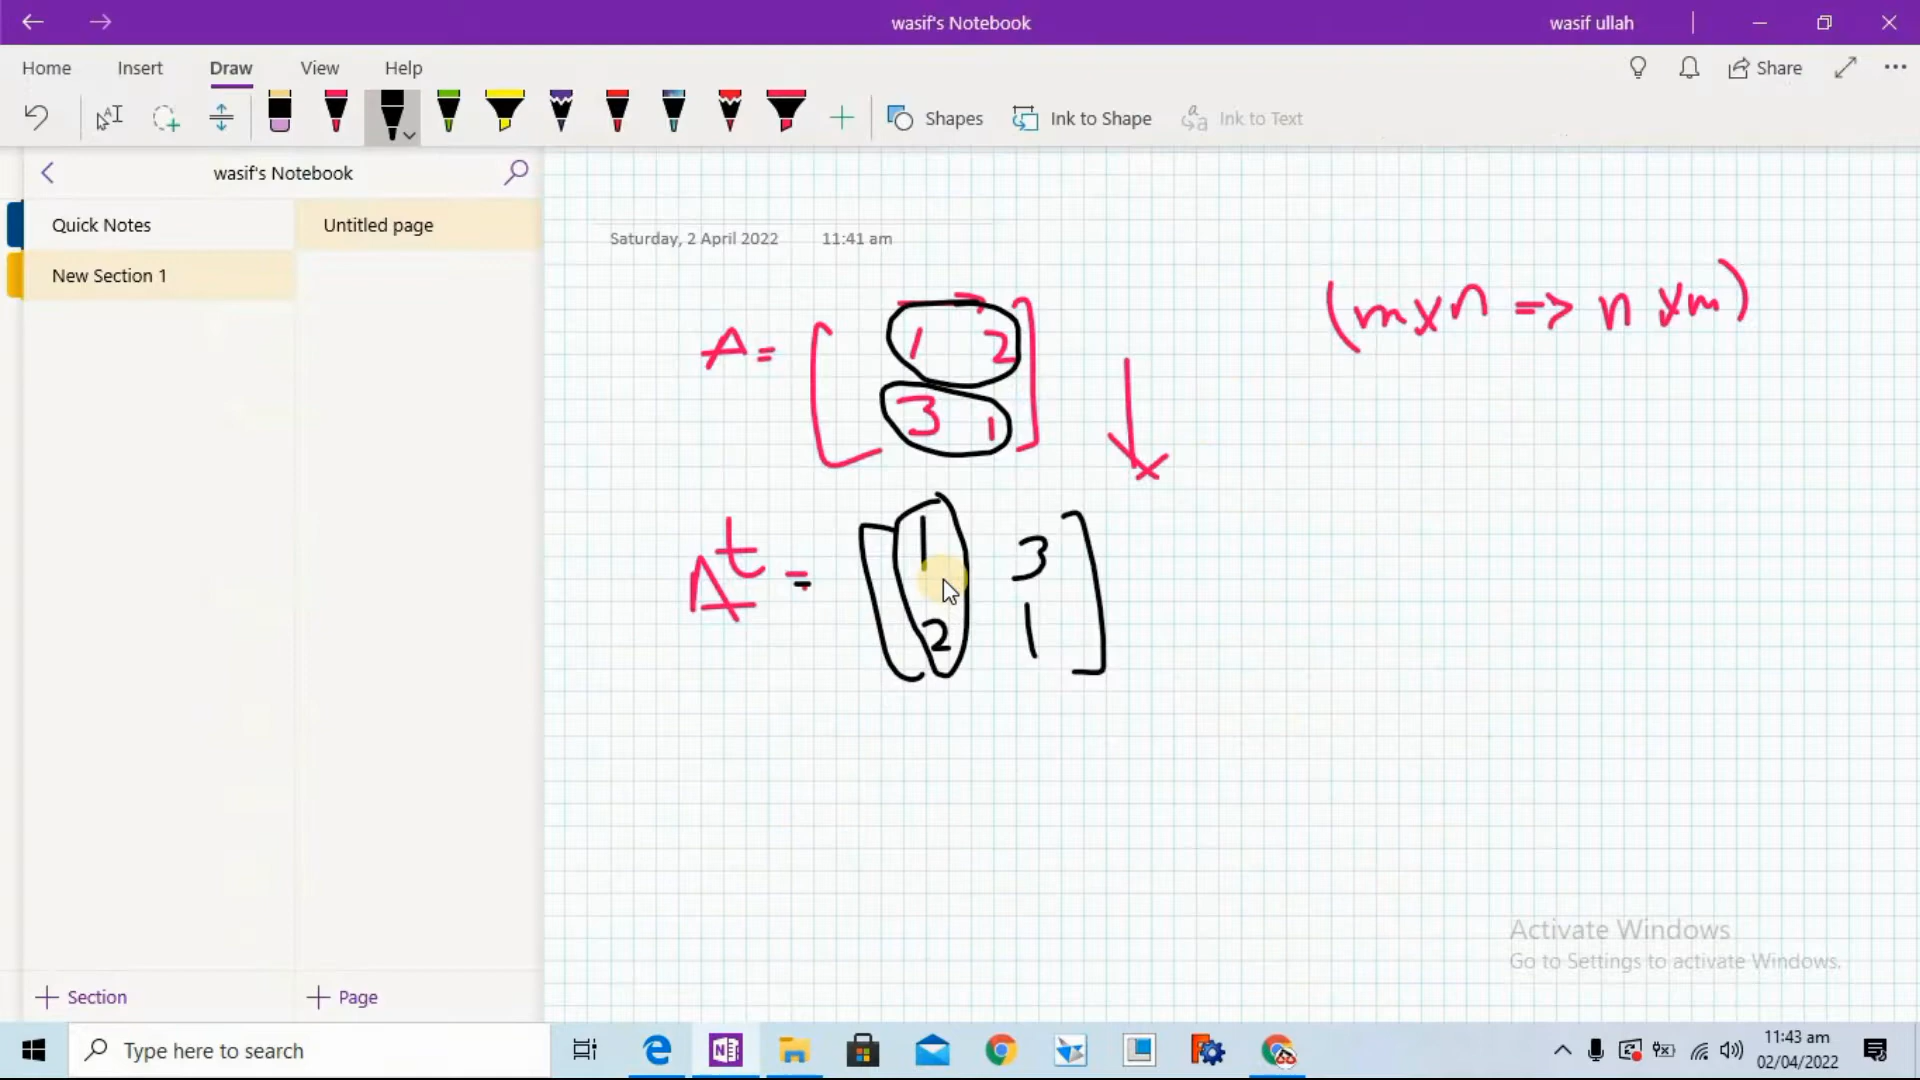 wasif's Notebook
wasif ullah
Home Insert Draw View Help
Share
Shapes
Ink to Shape
Ink to Text
wasif's Notebook
Quick Notes
Untitled page
New Section 1
Saturday, 2 April 2022 11:41 am
(m x n => n x m)
A = [ 1 2
3 1 ]
A^t = [ 1 3
2 1 ]
Activate Windows
Go to Settings to activate Windows.
+ Section
+ Page
Type here to search
11:43 am
02/04/2022